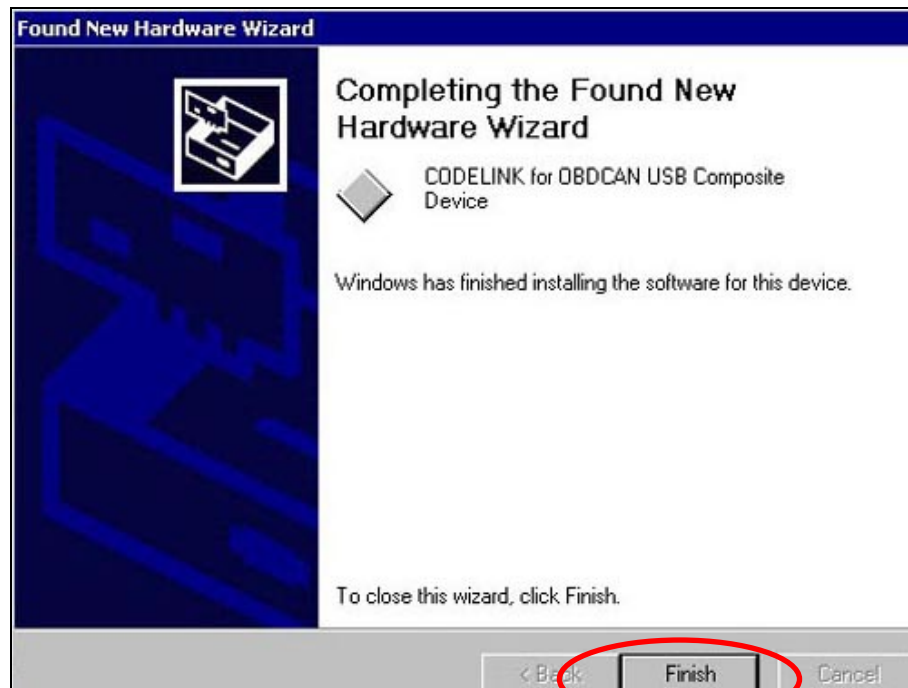 Found New Hardware Wizard
Completing the Found New
Hardware Wizard
CODELINK for OBDCAN USB Composite
Device
Windows has finished installing the software for this device.
To close this wizard, click Finish.
< Back Finish Cancel